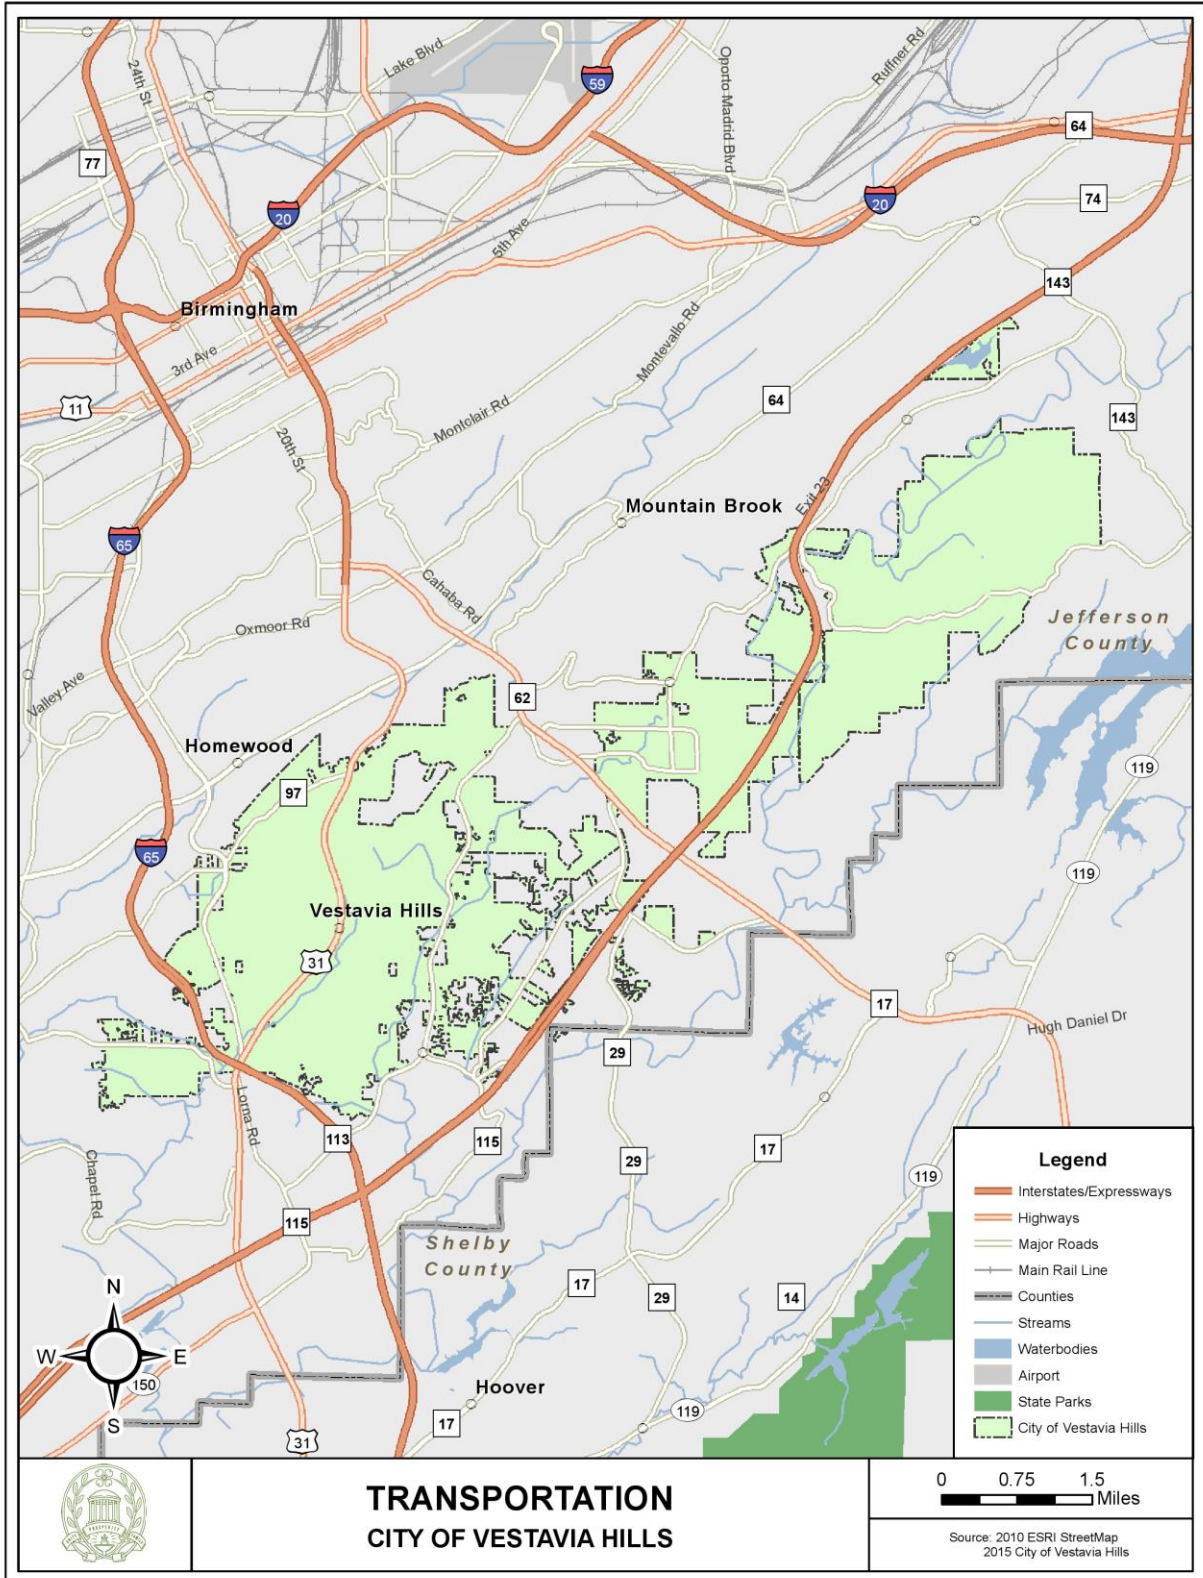 Lake Blvd
59
Oporto Madrid Blvd
Ruffner Rd
24th St
77
64
20
20
74
5th Ave
143
Birmingham
3rd Ave
Montevallo Rd
11
64
143
Montclair Rd
20th St
Exit 23
Mountain Brook
65
Cahaba Rd
Oxmoor Rd
Jefferson
County
Valley Ave
62
Homewood
119
97
65
119
Vestavia Hills
31
17
Hugh Daniel Dr
29
Lorna Rd
113
115
29
17
Chapel Rd
119
115
Shelby
County
17
29
14
N
W
E
S
150
Hoover
17
119
31
Legend
Interstates/Expressways
Highways
Major Roads
Main Rail Line
Counties
Streams
Waterbodies
Airport
State Parks
City of Vestavia Hills
PROSPERITY
TRANSPORTATION
CITY OF VESTAVIA HILLS
0 0.75 1.5
Miles
Source: 2010 ESRI StreetMap
2015 City of Vestavia Hills